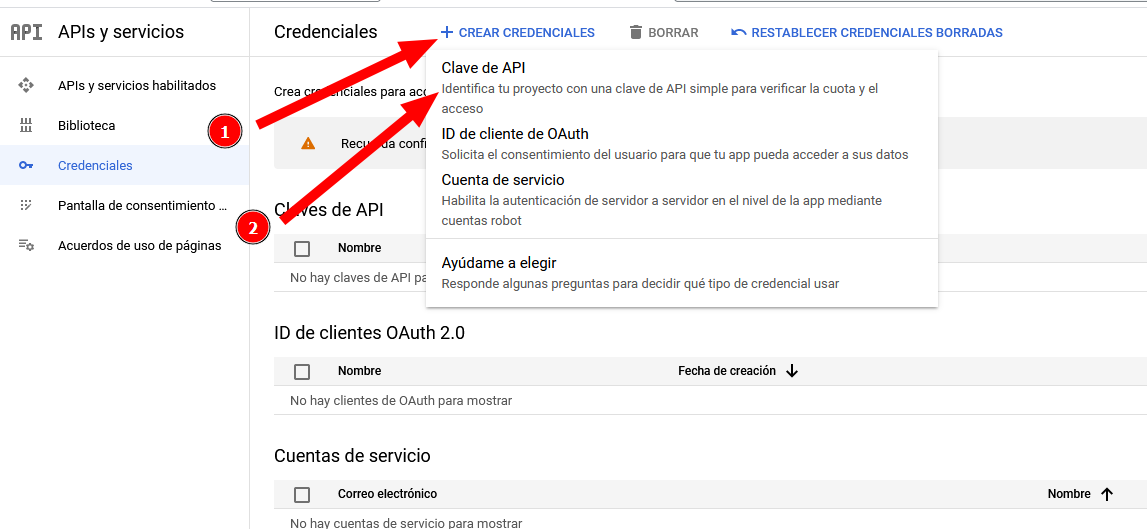 API APIs y servicios
Credenciales
+ CREAR CREDENCIALES
BORRAR
RESTABLECER CREDENCIALES BORRADAS
APIs y servicios habilitados
Biblioteca
Credenciales
Pantalla de consentimiento ...
Acuerdos de uso de páginas
1
2
Crea credenciales para acc
Recuerda confi
Clave de API
Identifica tu proyecto con una clave de API simple para verificar la cuota y el
acceso
ID de cliente de OAuth
Solicita el consentimiento del usuario para que tu app pueda acceder a sus datos
Cuenta de servicio
Habilita la autenticación de servidor a servidor en el nivel de la app mediante
cuentas robot
Ayúdame a elegir
Responde algunas preguntas para decidir qué tipo de credencial usar
Claves de API
Nombre
No hay claves de API pa
ID de clientes OAuth 2.0
Nombre Fecha de creación
No hay clientes de OAuth para mostrar
Cuentas de servicio
Correo electrónico Nombre
No hay cuentas de servicio para mostrar